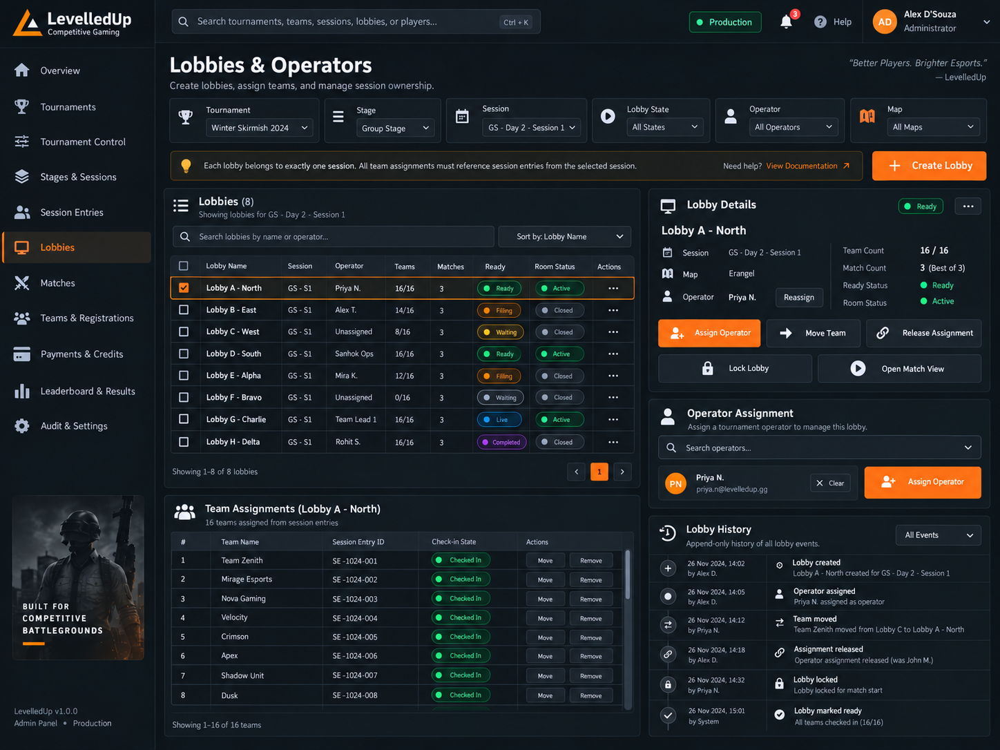 LevelledUp
Competitive Gaming
Search tournaments, teams, sessions, lobbies, or players...
Ctrl + K
Production
3
Help
AD
Alex D'Souza
Administrator
Overview
Tournaments
Tournament Control
Stages & Sessions
Session Entries
Lobbies
Matches
Teams & Registrations
Payments & Credits
Leaderboard & Results
Audit & Settings
BUILT FOR
COMPETITIVE
BATTLEGROUNDS
LevelledUp v1.0.0
Admin Panel • Production
Lobbies & Operators
Create lobbies, assign teams, and manage session ownership.
“Better Players. Brighter Esports.”
— LevelledUp
Tournament
Winter Skirmish 2024
Stage
Group Stage
Session
GS - Day 2 - Session 1
Lobby State
All States
Operator
All Operators
Map
All Maps
Each lobby belongs to exactly one session. All team assignments must reference session entries from the selected session.
Need help? View Documentation
Create Lobby
Lobbies (8)
Showing lobbies for GS - Day 2 - Session 1
Search lobbies by name or operator...
Sort by: Lobby Name
Lobby Name Session Operator Teams Matches Ready Room Status Actions
Lobby A - North GS - S1 Priya N. 16/16 3 Ready Active
Lobby B - East GS - S1 Alex T. 14/16 3 Filling Closed
Lobby C - West GS - S1 Unassigned 8/16 3 Waiting Closed
Lobby D - South GS - S1 Sanhok Ops 16/16 3 Ready Active
Lobby E - Alpha GS - S1 Mira K. 12/16 3 Filling Closed
Lobby F - Bravo GS - S1 Unassigned 0/16 3 Waiting Closed
Lobby G - Charlie GS - S1 Team Lead 1 16/16 3 Live Active
Lobby H - Delta GS - S1 Rohit S. 16/16 3 Completed Closed
Showing 1–8 of 8 lobbies
1
Team Assignments (Lobby A - North)
16 teams assigned from session entries
# Team Name Session Entry ID Check-in State Actions
1 Team Zenith SE-1024-001 Checked In Move Remove
2 Mirage Esports SE-1024-002 Checked In Move Remove
3 Nova Gaming SE-1024-003 Checked In Move Remove
4 Velocity SE-1024-004 Checked In Move Remove
5 Crimson SE-1024-005 Checked In Move Remove
6 Apex SE-1024-006 Checked In Move Remove
7 Shadow Unit SE-1024-007 Checked In Move Remove
8 Dusk SE-1024-008 Checked In Move Remove
Showing 1–16 of 16 teams
Lobby Details
Ready
Lobby A - North
Session GS - Day 2 - Session 1
Map Erangel
Operator Priya N. Reassign
Team Count 16 / 16
Match Count 3 (Best of 3)
Ready Status Ready
Room Status Active
Assign Operator
Move Team
Release Assignment
Lock Lobby
Open Match View
Operator Assignment
Assign a tournament operator to manage this lobby.
Search operators...
PN
Priya N.
priya.n@levelledup.gg
Clear
Assign Operator
Lobby History
Append-only history of all lobby events.
All Events
26 Nov 2024, 14:02
by Alex D.
Lobby created
Lobby A - North created for GS - Day 2 - Session 1
26 Nov 2024, 14:05
by Alex D.
Operator assigned
Priya N. assigned as operator
26 Nov 2024, 14:12
by Priya N.
Team moved
Team Zenith moved from Lobby C to Lobby A - North
26 Nov 2024, 14:18
by Alex D.
Assignment released
Operator assignment released (was John M.)
26 Nov 2024, 14:32
by Priya N.
Lobby locked
Lobby locked for match start
26 Nov 2024, 15:01
by System
Lobby marked ready
All teams checked in (16/16)